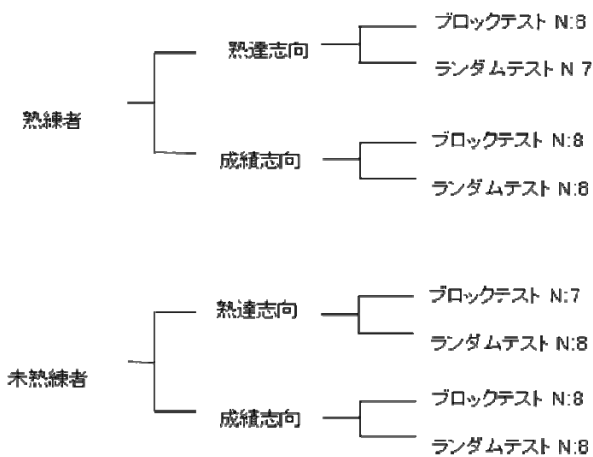 ブロックテスト N:8
熟達志向
ランダムテスト N 7
熟練者
ブロックテスト N:8
成績志向
ランダムテスト N:8
ブロックテスト N:7
熟達志向
ランダムテスト N:8
未熟練者
ブロックテスト N:8
成績志向
ランダムテスト N:8